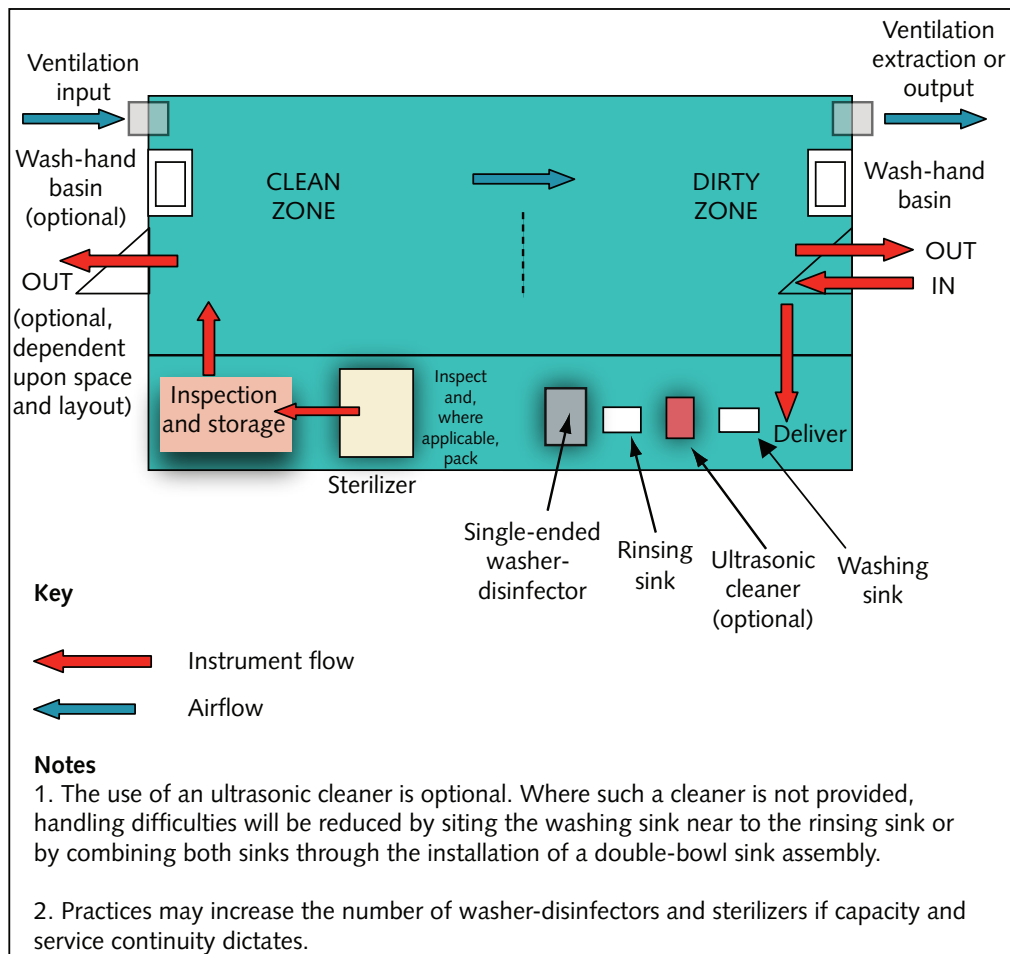 Ventilation
input
Ventilation
extraction or
output
Wash-hand
basin
(optional)
CLEAN
ZONE
DIRTY
ZONE
Wash-hand
basin
OUT
(optional,
dependent
upon space
and layout)
OUT
IN
Inspection
and storage
Sterilizer
Inspect
and,
where
applicable,
pack
Deliver
Single-ended
washer-
disinfector
Rinsing
sink
Ultrasonic
cleaner
(optional)
Washing
sink
Key
Instrument flow
Airflow
Notes
1. The use of an ultrasonic cleaner is optional. Where such a cleaner is not provided,
handling difficulties will be reduced by siting the washing sink near to the rinsing sink or
by combining both sinks through the installation of a double-bowl sink assembly.
2. Practices may increase the number of washer-disinfectors and sterilizers if capacity and
service continuity dictates.